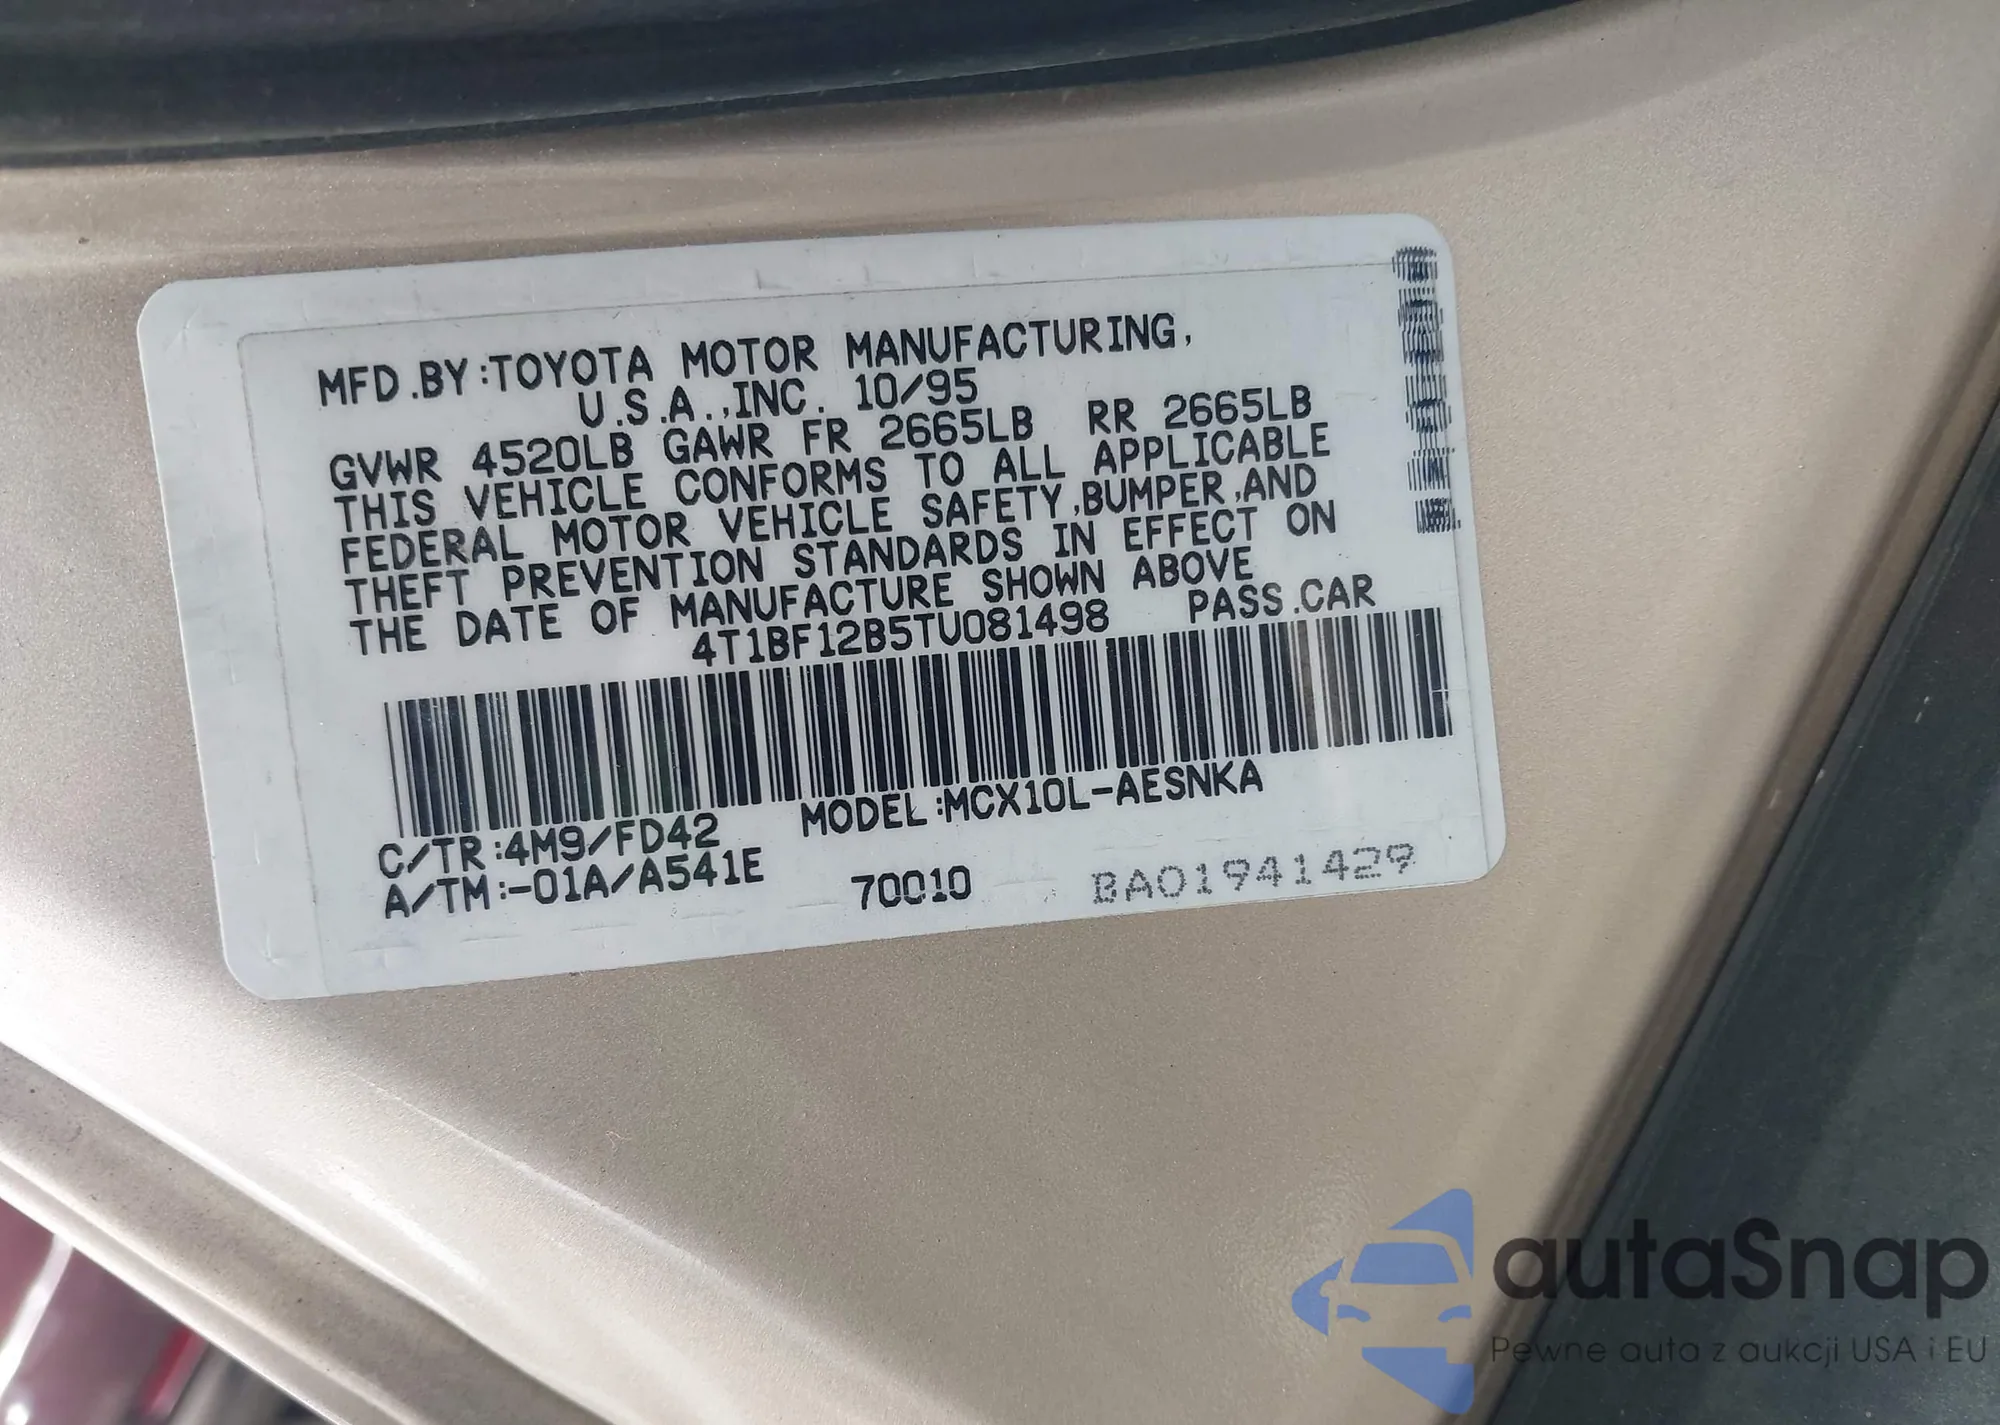 MFD.BY:TOYOTA MOTOR MANUFACTURING,
U.S.A.,INC. 10/95
GVWR 4520LB GAWR FR 2665LB RR 2665LB
THIS VEHICLE CONFORMS TO ALL APPLICABLE
FEDERAL MOTOR VEHICLE SAFETY,BUMPER,AND
THEFT PREVENTION STANDARDS IN EFFECT ON
THE DATE OF MANUFACTURE SHOWN ABOVE
4T1BF12B5TU081498 PASS.CAR
MODEL:MCX10L-AESNKA
C/TR:4M9/FD42
A/TM:-01A/A541E
70010
BA01941429
autaSnap
Pewne auta z aukcji USA i EU